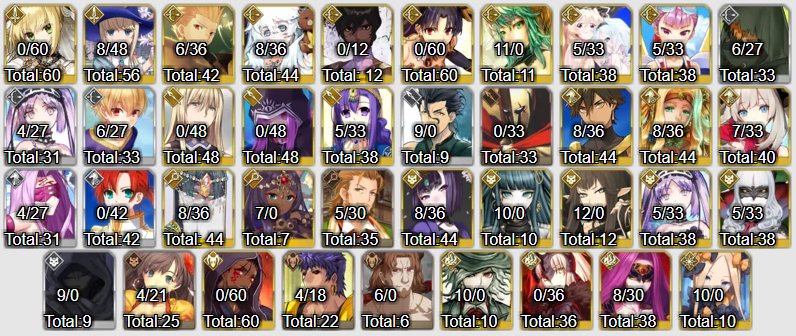 0/60 8/48 6/36 8/36 0/12 0/60 11/0 5/33 5/33 6/27
Total:60 Total:56 Total:42 Total:44 Total: 12 Total:60 Total:11 Total:38 Total:38 Total:33
4/27 6/27 0/48 0/48 5/33 9/0 0/33 8/36 8/36 7/33
Total:31 Total:33 Total:48 Total:48 Total:38 Total:9 Total:33 Total:44 Total:44 Total:40
4/27 0/42 8/36 7/0 5/30 8/36 10/0 12/0 5/33 5/33
Total:31 Total:42 Total:44 Total:7 Total:35 Total:44 Total:10 Total:12 Total:38 Total:38
9/0 4/21 0/60 4/18 6/0 10/0 0/36 8/30 10/0
Total:9 Total:25 Total:60 Total:22 Total:6 Total:10 Total:36 Total:38 Total:10